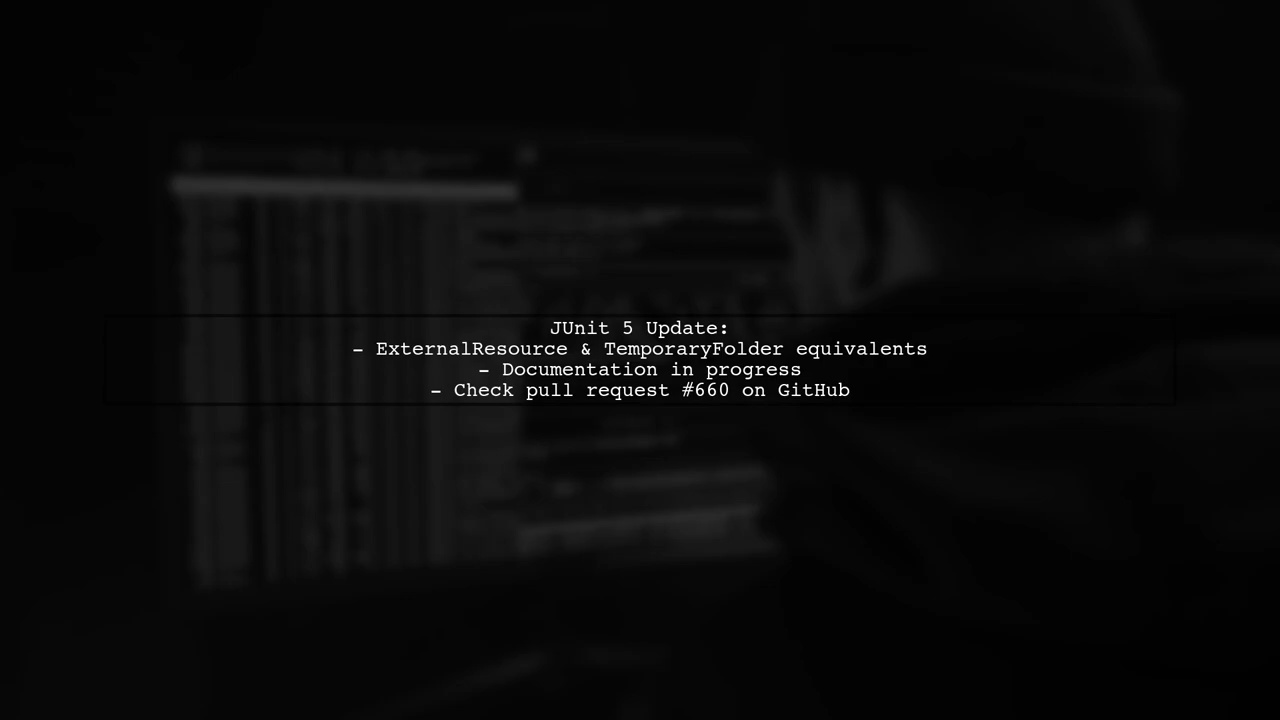 JUnit 5 Update:
- ExternalResource & TemporaryFolder equivalents
- Documentation in progress
- Check pull request #660 on GitHub